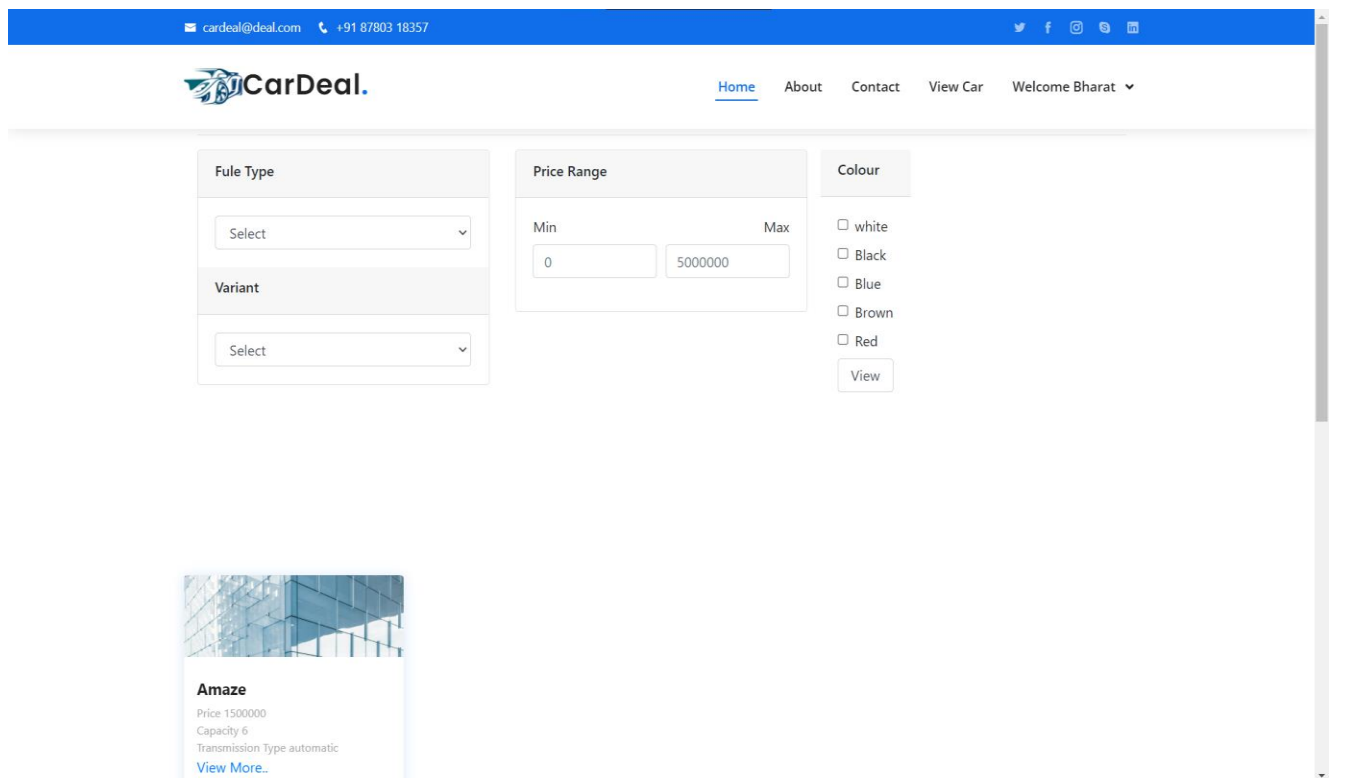 cardeal@deal.com +91 87803 18357
CarDeal. Home About Contact View Car Welcome Bharat
Fule Type
Select
Variant
Select
Price Range
Min Max
0 5000000
Colour
white
Black
Blue
Brown
Red
View
Amaze
Price 1500000
Capacity 6
Transmission Type automatic
View More..